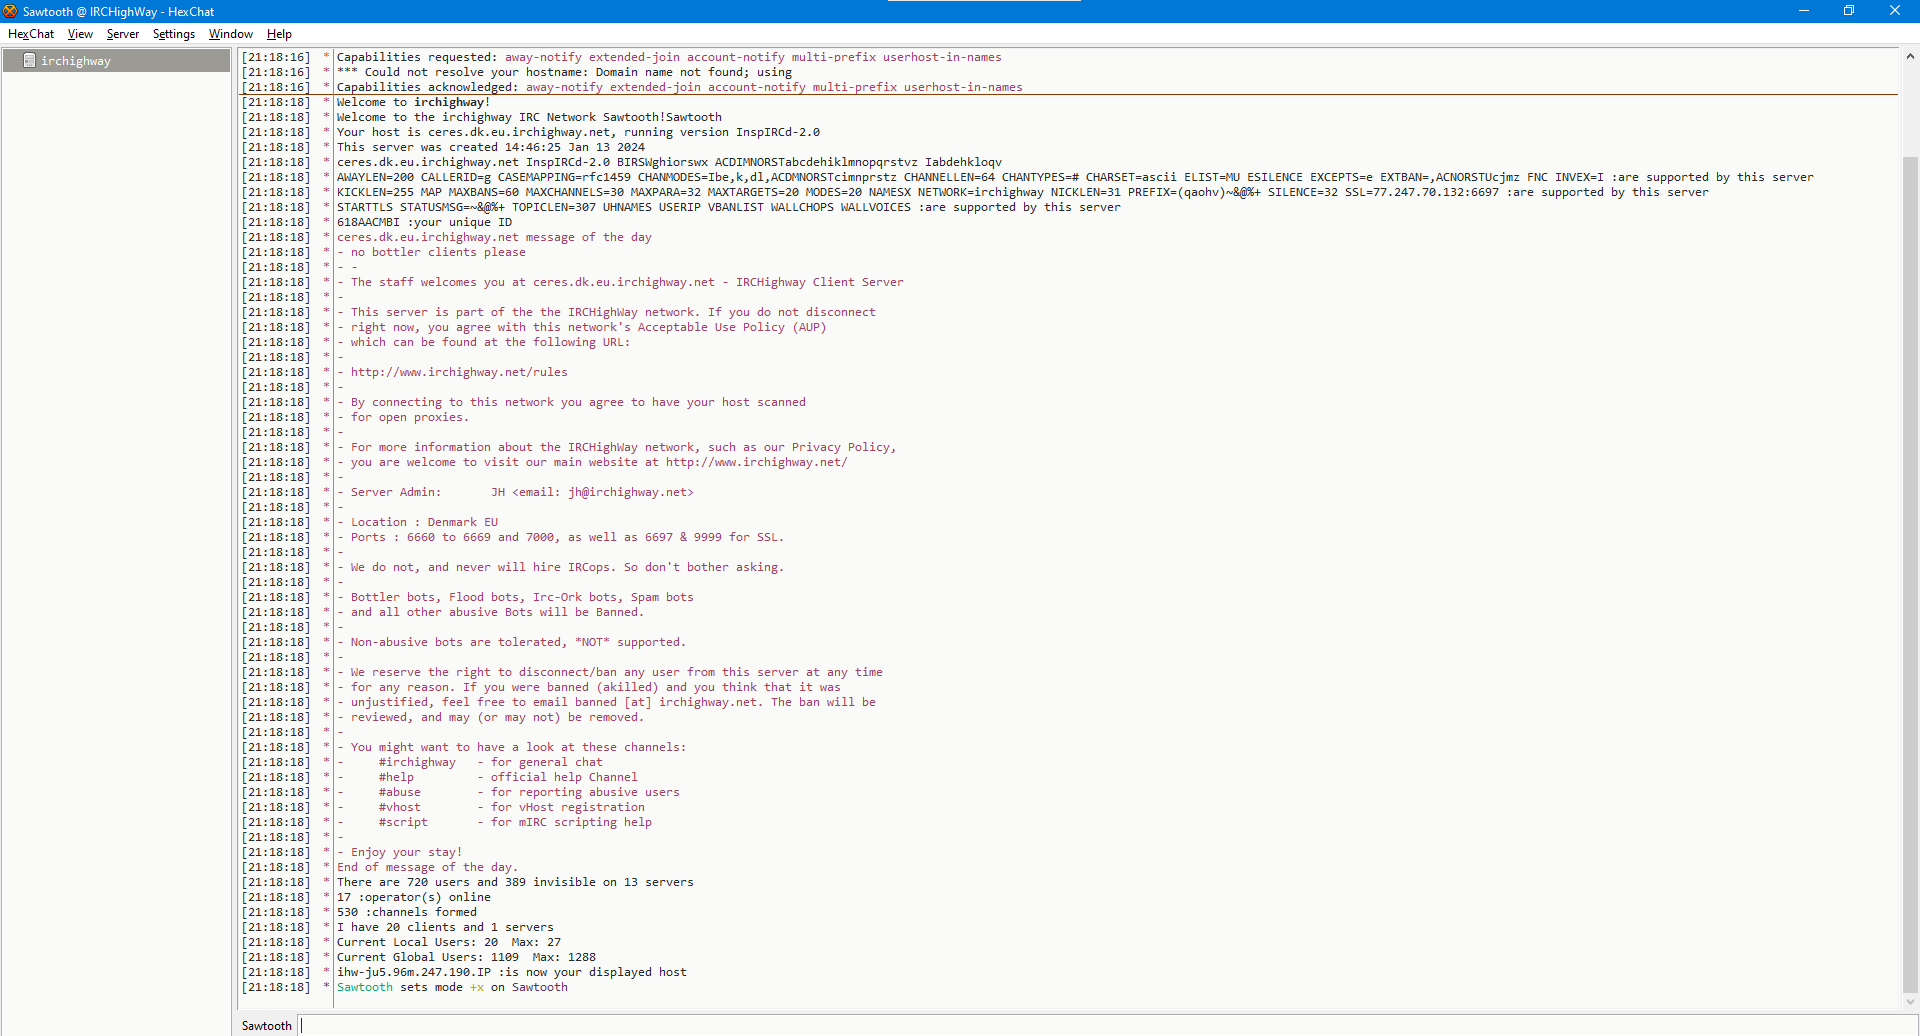 Sawtooth @ IRCHighWay - HexChat
HexChat View Server Settings Window Help
irchighway
[21:18:16] * Capabilities requested: away-notify extended-join account-notify multi-prefix userhost-in-names
[21:18:16] * *** Could not resolve your hostname: Domain name not found; using
[21:18:16] * Capabilities acknowledged: away-notify extended-join account-notify multi-prefix userhost-in-names
[21:18:18] * Welcome to irchighway!
[21:18:18] * Welcome to the irchighway IRC Network Sawtooth!Sawtooth
[21:18:18] * Your host is ceres.dk.eu.irchighway.net, running version InspIRCd-2.0
[21:18:18] * This server was created 14:46:25 Jan 13 2024
[21:18:18] * ceres.dk.eu.irchighway.net InspIRCd-2.0 BIRSWghiorswx ACDIMNORSTabcdehiklmnopqrstvz Iabdehkloqv
[21:18:18] * AWAYLEN=200 CALLERID=g CASEMAPPING=rfc1459 CHANMODES=Ibe,k,dl,ACDMNORSTcimnprstz CHANNELLEN=64 CHANTYPES=# CHARSET=ascii ELIST=MU ESILENCE EXCEPTS=e EXTBAN=,ACNORSTUcjmz FNC INVEX=I :are supported by this server
[21:18:18] * KICKLEN=255 MAP MAXBANS=60 MAXCHANNELS=30 MAXPARA=32 MAXTARGETS=20 MODES=20 NAMESX NETWORK=irchighway NICKLEN=31 PREFIX=(qaohv)~&@%+ SILENCE=32 SSL=77.247.70.132:6697 :are supported by this server
[21:18:18] * STARTTLS STATUSMSG=~&@%+ TOPICLEN=307 UHNAMES USERIP VBANLIST WALLCHOPS WALLVOICES :are supported by this server
[21:18:18] * 618AACMBI :your unique ID
[21:18:18] * ceres.dk.eu.irchighway.net message of the day
[21:18:18] * - no bottler clients please
[21:18:18] * - -
[21:18:18] * - The staff welcomes you at ceres.dk.eu.irchighway.net - IRCHighway Client Server
[21:18:18] * -
[21:18:18] * - This server is part of the the IRCHighWay network. If you do not disconnect
[21:18:18] * - right now, you agree with this network's Acceptable Use Policy (AUP)
[21:18:18] * - which can be found at the following URL:
[21:18:18] * -
[21:18:18] * - http://www.irchighway.net/rules
[21:18:18] * -
[21:18:18] * - By connecting to this network you agree to have your host scanned
[21:18:18] * - for open proxies.
[21:18:18] * -
[21:18:18] * - For more information about the IRCHighWay network, such as our Privacy Policy,
[21:18:18] * - you are welcome to visit our main website at http://www.irchighway.net/
[21:18:18] * -
[21:18:18] * - Server Admin: JH <email: jh@irchighway.net>
[21:18:18] * -
[21:18:18] * - Location : Denmark EU
[21:18:18] * - Ports : 6660 to 6669 and 7000, as well as 6697 & 9999 for SSL.
[21:18:18] * -
[21:18:18] * - We do not, and never will hire IRCops. So don't bother asking.
[21:18:18] * -
[21:18:18] * - Bottler bots, Flood bots, Irc-Ork bots, Spam bots
[21:18:18] * - and all other abusive Bots will be Banned.
[21:18:18] * -
[21:18:18] * - Non-abusive bots are tolerated, *NOT* supported.
[21:18:18] * -
[21:18:18] * - We reserve the right to disconnect/ban any user from this server at any time
[21:18:18] * - for any reason. If you were banned (akilled) and you think that it was
[21:18:18] * - unjustified, feel free to email banned [at] irchighway.net. The ban will be
[21:18:18] * - reviewed, and may (or may not) be removed.
[21:18:18] * -
[21:18:18] * - You might want to have a look at these channels:
[21:18:18] * - #irchighway - for general chat
[21:18:18] * - #help - official help Channel
[21:18:18] * - #abuse - for reporting abusive users
[21:18:18] * - #vhost - for vHost registration
[21:18:18] * - #script - for mIRC scripting help
[21:18:18] * -
[21:18:18] * - Enjoy your stay!
[21:18:18] * End of message of the day.
[21:18:18] * There are 720 users and 389 invisible on 13 servers
[21:18:18] * 17 :operator(s) online
[21:18:18] * 530 :channels formed
[21:18:18] * I have 20 clients and 1 servers
[21:18:18] * Current Local Users: 20 Max: 27
[21:18:18] * Current Global Users: 1109 Max: 1288
[21:18:18] * ihw-ju5.96m.247.190.IP :is now your displayed host
[21:18:18] * Sawtooth sets mode +x on Sawtooth
Sawtooth